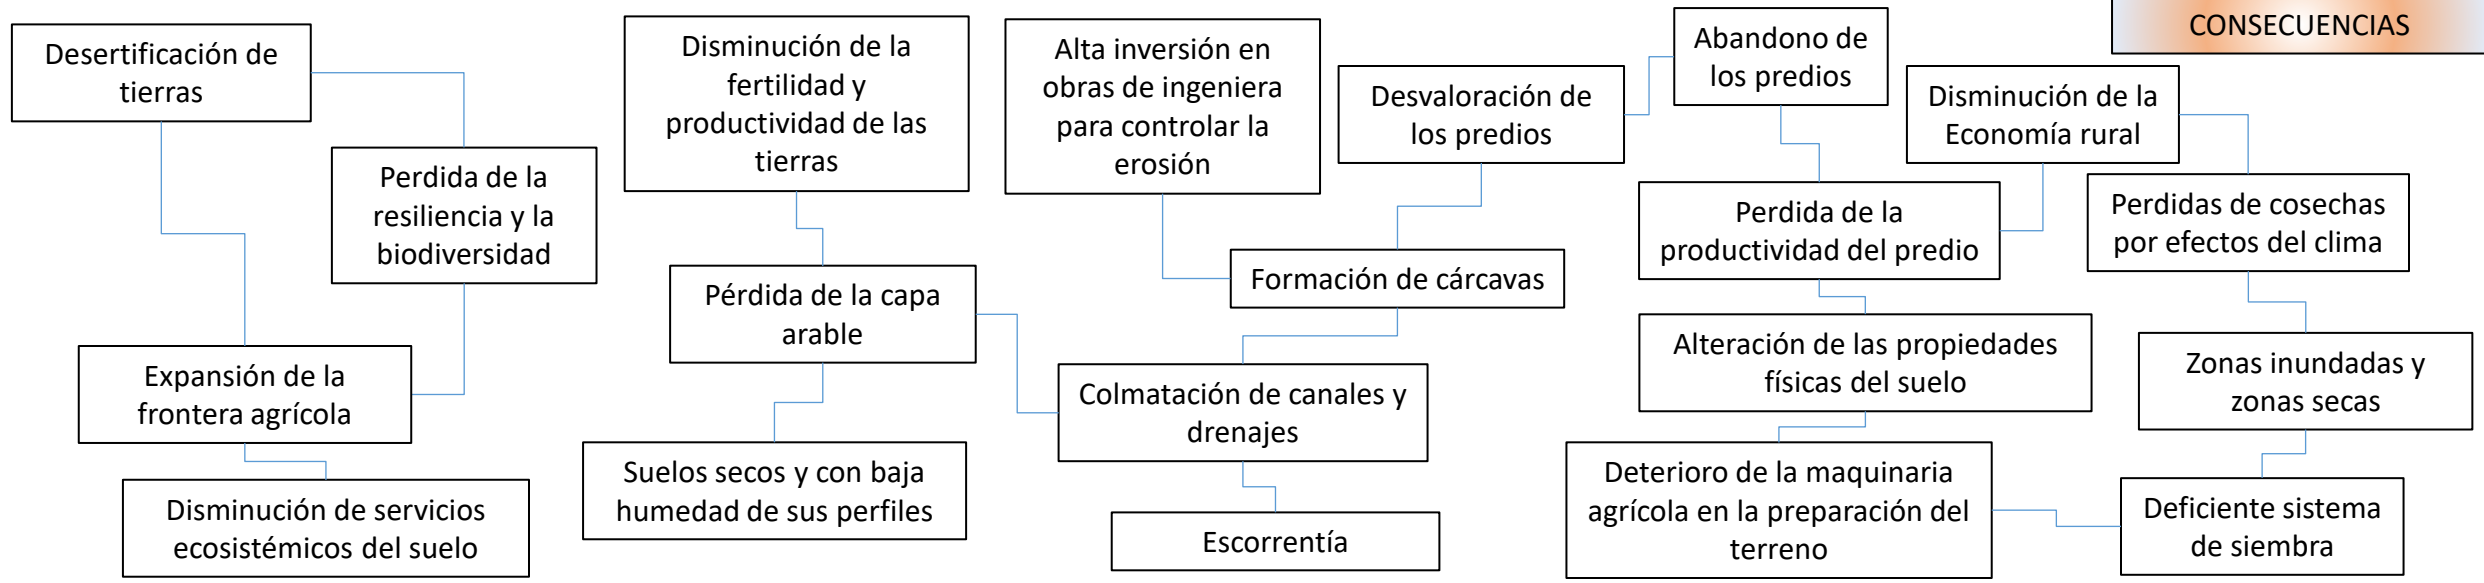 CONSECUENCIAS
Desertificación de
tierras
Perdida de la
resiliencia y la
biodiversidad
Expansión de la
frontera agrícola
Disminución de servicios
ecosistémicos del suelo
Disminución de la
fertilidad y
productividad de las
tierras
Pérdida de la capa
arable
Suelos secos y con baja
humedad de sus perfiles
Alta inversión en
obras de ingeniera
para controlar la
erosión
Desvaloración de
los predios
Formación de cárcavas
Colmatación de canales y
drenajes
Escorrentía
Abandono de
los predios
Disminución de la
Economía rural
Perdida de la
productividad del predio
Perdidas de cosechas
por efectos del clima
Alteración de las propiedades
físicas del suelo
Zonas inundadas y
zonas secas
Deterioro de la maquinaria
agrícola en la preparación del
terreno
Deficiente sistema
de siembra